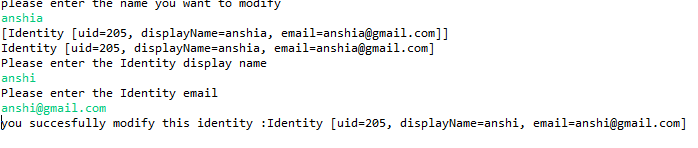 please enter the name you want to modify
anshia
[Identity [uid=205, displayName=anshia, email=anshia@gmail.com]]
Identity [uid=205, displayName=anshia, email=anshia@gmail.com]
Please enter the Identity display name
anshi
Please enter the Identity email
anshi@gmail.com
you succesfully modify this identity :Identity [uid=205, displayName=anshi, email=anshi@gmail.com]